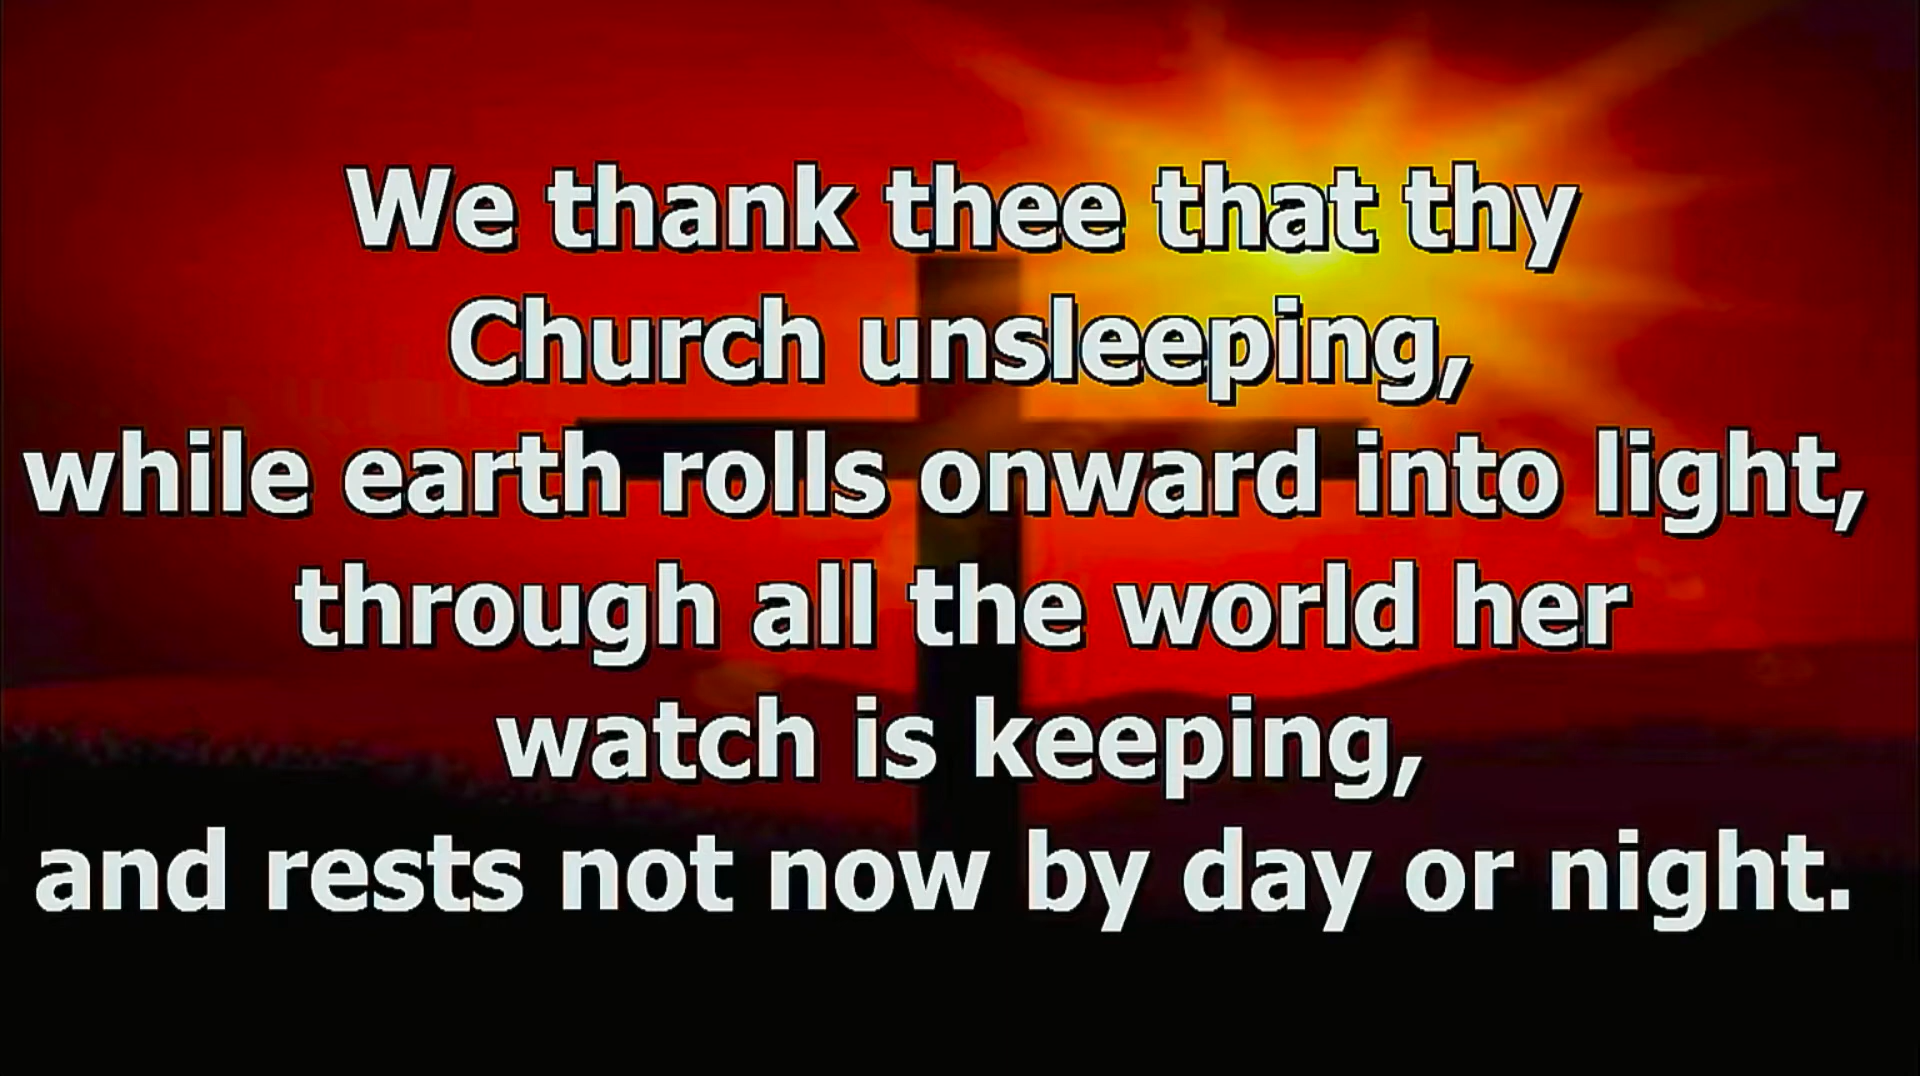 We thank thee that thy
Church unsleeping,
while earth rolls onward into light,
through all the world her
watch is keeping,
and rests not now by day or night.